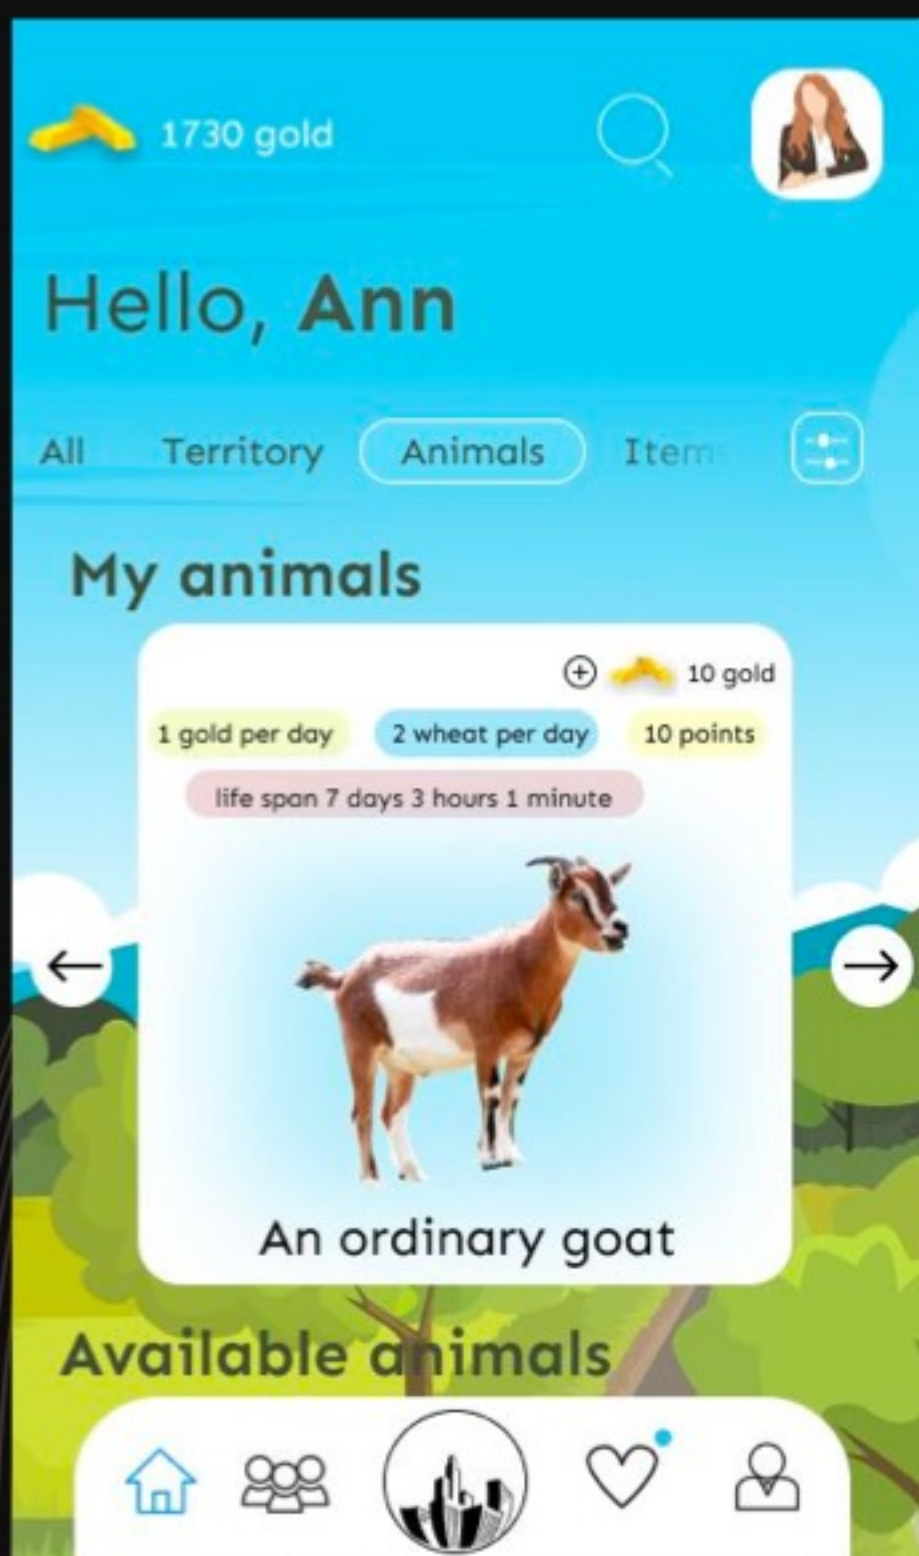 1730 gold
Hello, Ann
All Territory Animals Items
My animals
10 gold
1 gold per day 2 wheat per day 10 points
life span 7 days 3 hours 1 minute
An ordinary goat
Available animals